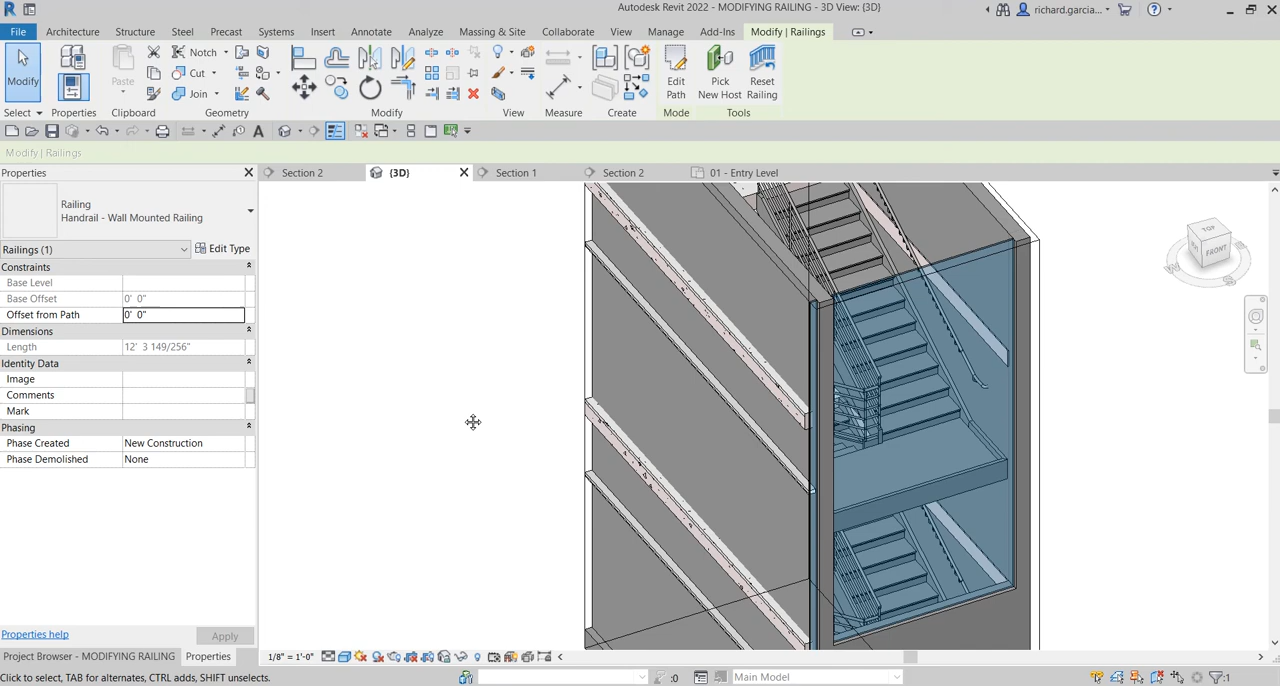 Autodesk Revit 2022 - MODIFYING RAILING - 3D View: {3D}
richard.garcia...
File Architecture Structure Steel Precast Systems Insert Annotate Analyze Massing & Site Collaborate View Manage Add-Ins Modify | Railings
Modify
Paste
Notch
Cut
Join
Edit
Path
Pick
New Host
Reset
Railing
Select Properties Clipboard Geometry Modify View Measure Create Mode Tools
Modify | Railings
Properties
Section 2
{3D}
Section 1
Section 2
01 - Entry Level
Railing
Handrail - Wall Mounted Railing
Railings (1)
Edit Type
Constraints
Base Level
Base Offset 0' 0"
Offset from Path 0' 0"
Dimensions
Length 12' 3 149/256"
Identity Data
Image
Comments
Mark
Phasing
Phase Created New Construction
Phase Demolished None
TOP
FRONT
Properties help
Apply
Project Browser - MODIFYING RAILING
Properties
1/8" = 1'-0"
Click to select, TAB for alternates, CTRL adds, SHIFT unselects.
:0
Main Model
:1